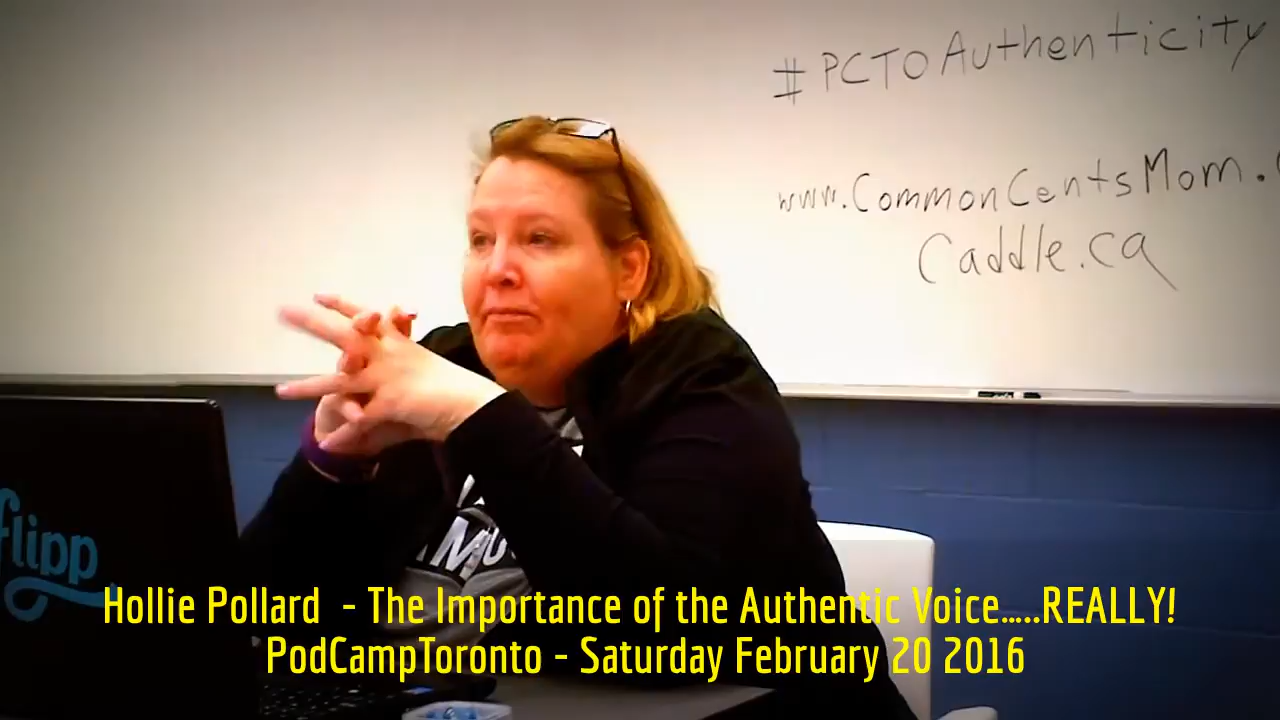 #PCTOAuthenticity
www.CommonCentsMom.
Caddle.ca
flipp
Hollie Pollard - The Importance of the Authentic Voice.....REALLY!
PodCampToronto - Saturday February 20 2016